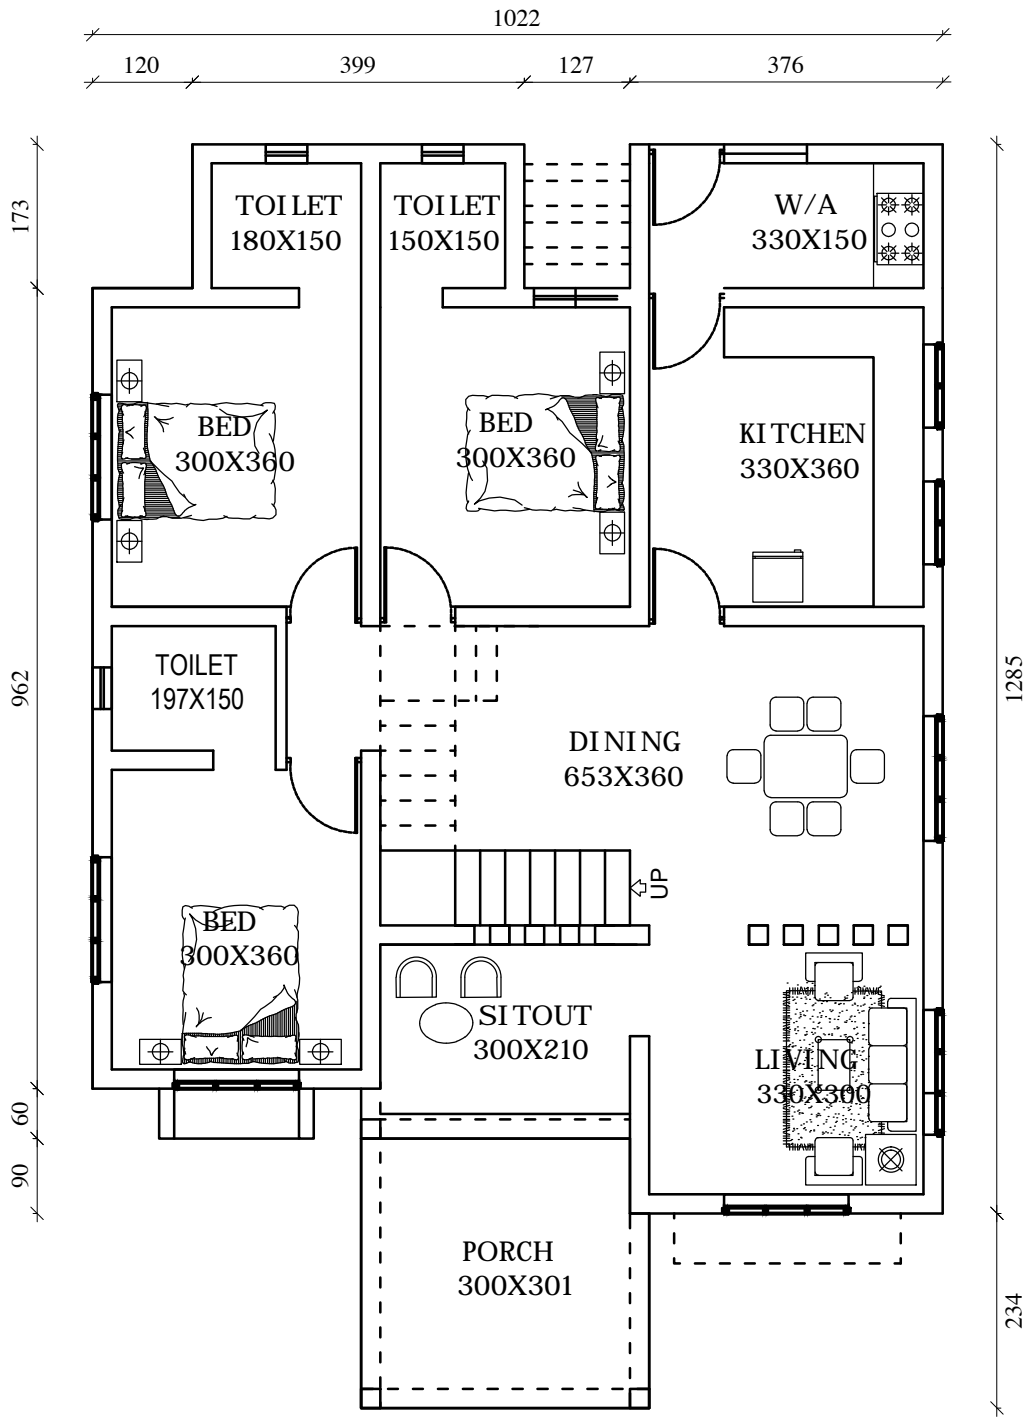 1022
120 399 127 376
173
TOILET
180X150
TOILET
150X150
W/A
330X150
BED
300X360
BED
300X360
KITCHEN
330X360
962
1285
TOILET
197X150
DINING
653X360
UP
BED
300X360
SITOUT
300X210
LIVING
330X300
60
90
PORCH
300X301
234